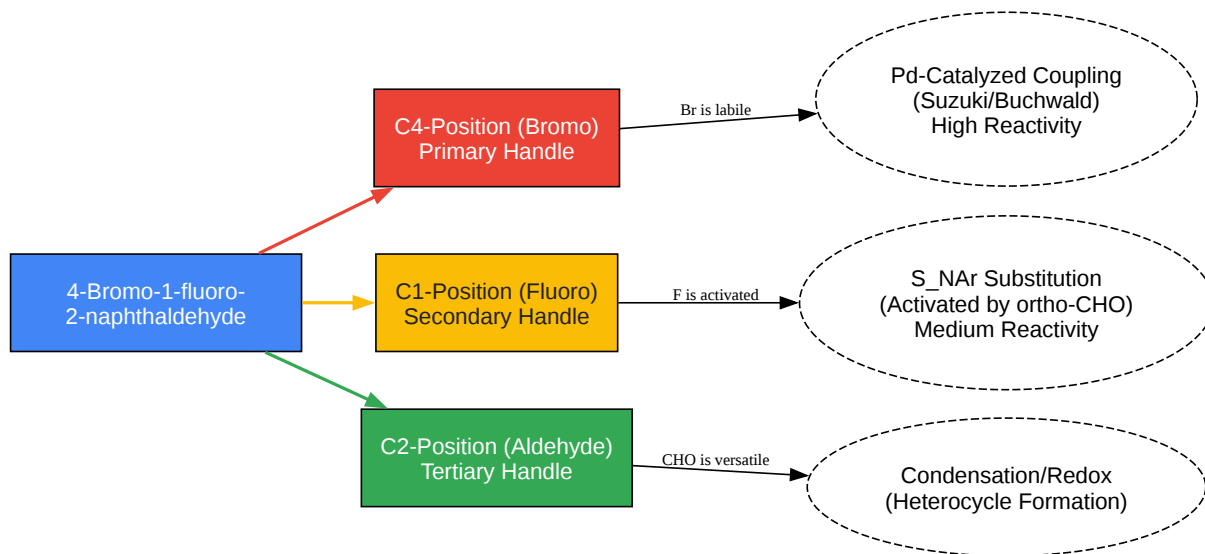 4-Bromo-1-fluoro-
2-naphthaldehyde
C4-Position (Bromo)
Primary Handle
Br is labile
Pd-Catalyzed Coupling
(Suzuki/Buchwald)
High Reactivity
C1-Position (Fluoro)
Secondary Handle
F is activated
S_NAr Substitution
(Activated by ortho-CHO)
Medium Reactivity
C2-Position (Aldehyde)
Tertiary Handle
CHO is versatile
Condensation/Redox
(Heterocycle Formation)